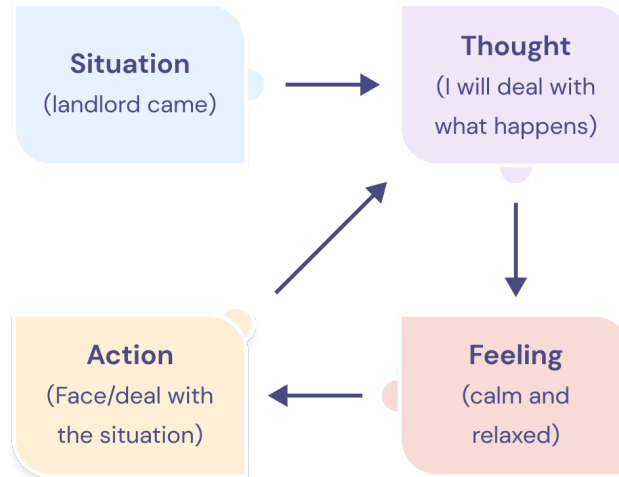 Situation
(landlord came)
Thought
(I will deal with
what happens)
Action
(Face/deal with
the situation)
Feeling
(calm and
relaxed)